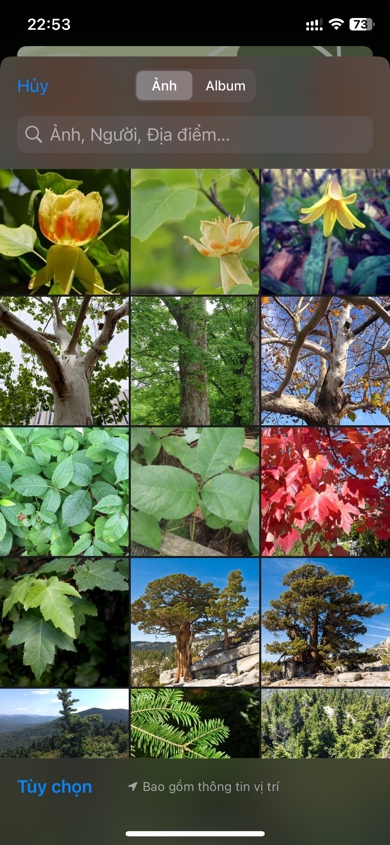 22:53
73
Hủy
Ảnh
Album
Ảnh, Người, Địa điểm...
Tùy chọn
Bao gồm thông tin vị trí